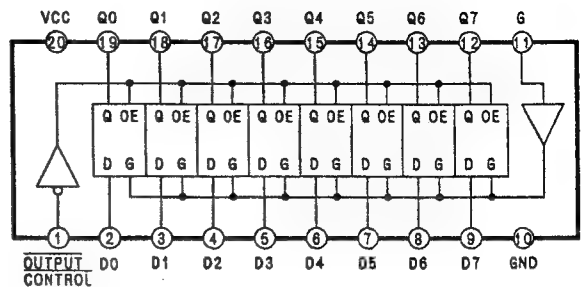 VCC Q0 Q1 Q2 Q3 Q4 Q5 Q6 Q7 G
20 19 18 17 16 15 14 13 12 11
Q OE Q OE Q OE Q OE Q OE Q OE Q OE Q OE
D G D G D G D G D G D G D G D G
1 2 3 4 5 6 7 8 9 10
OUTPUT D0 D1 D2 D3 D4 D5 D6 D7 GND
CONTROL